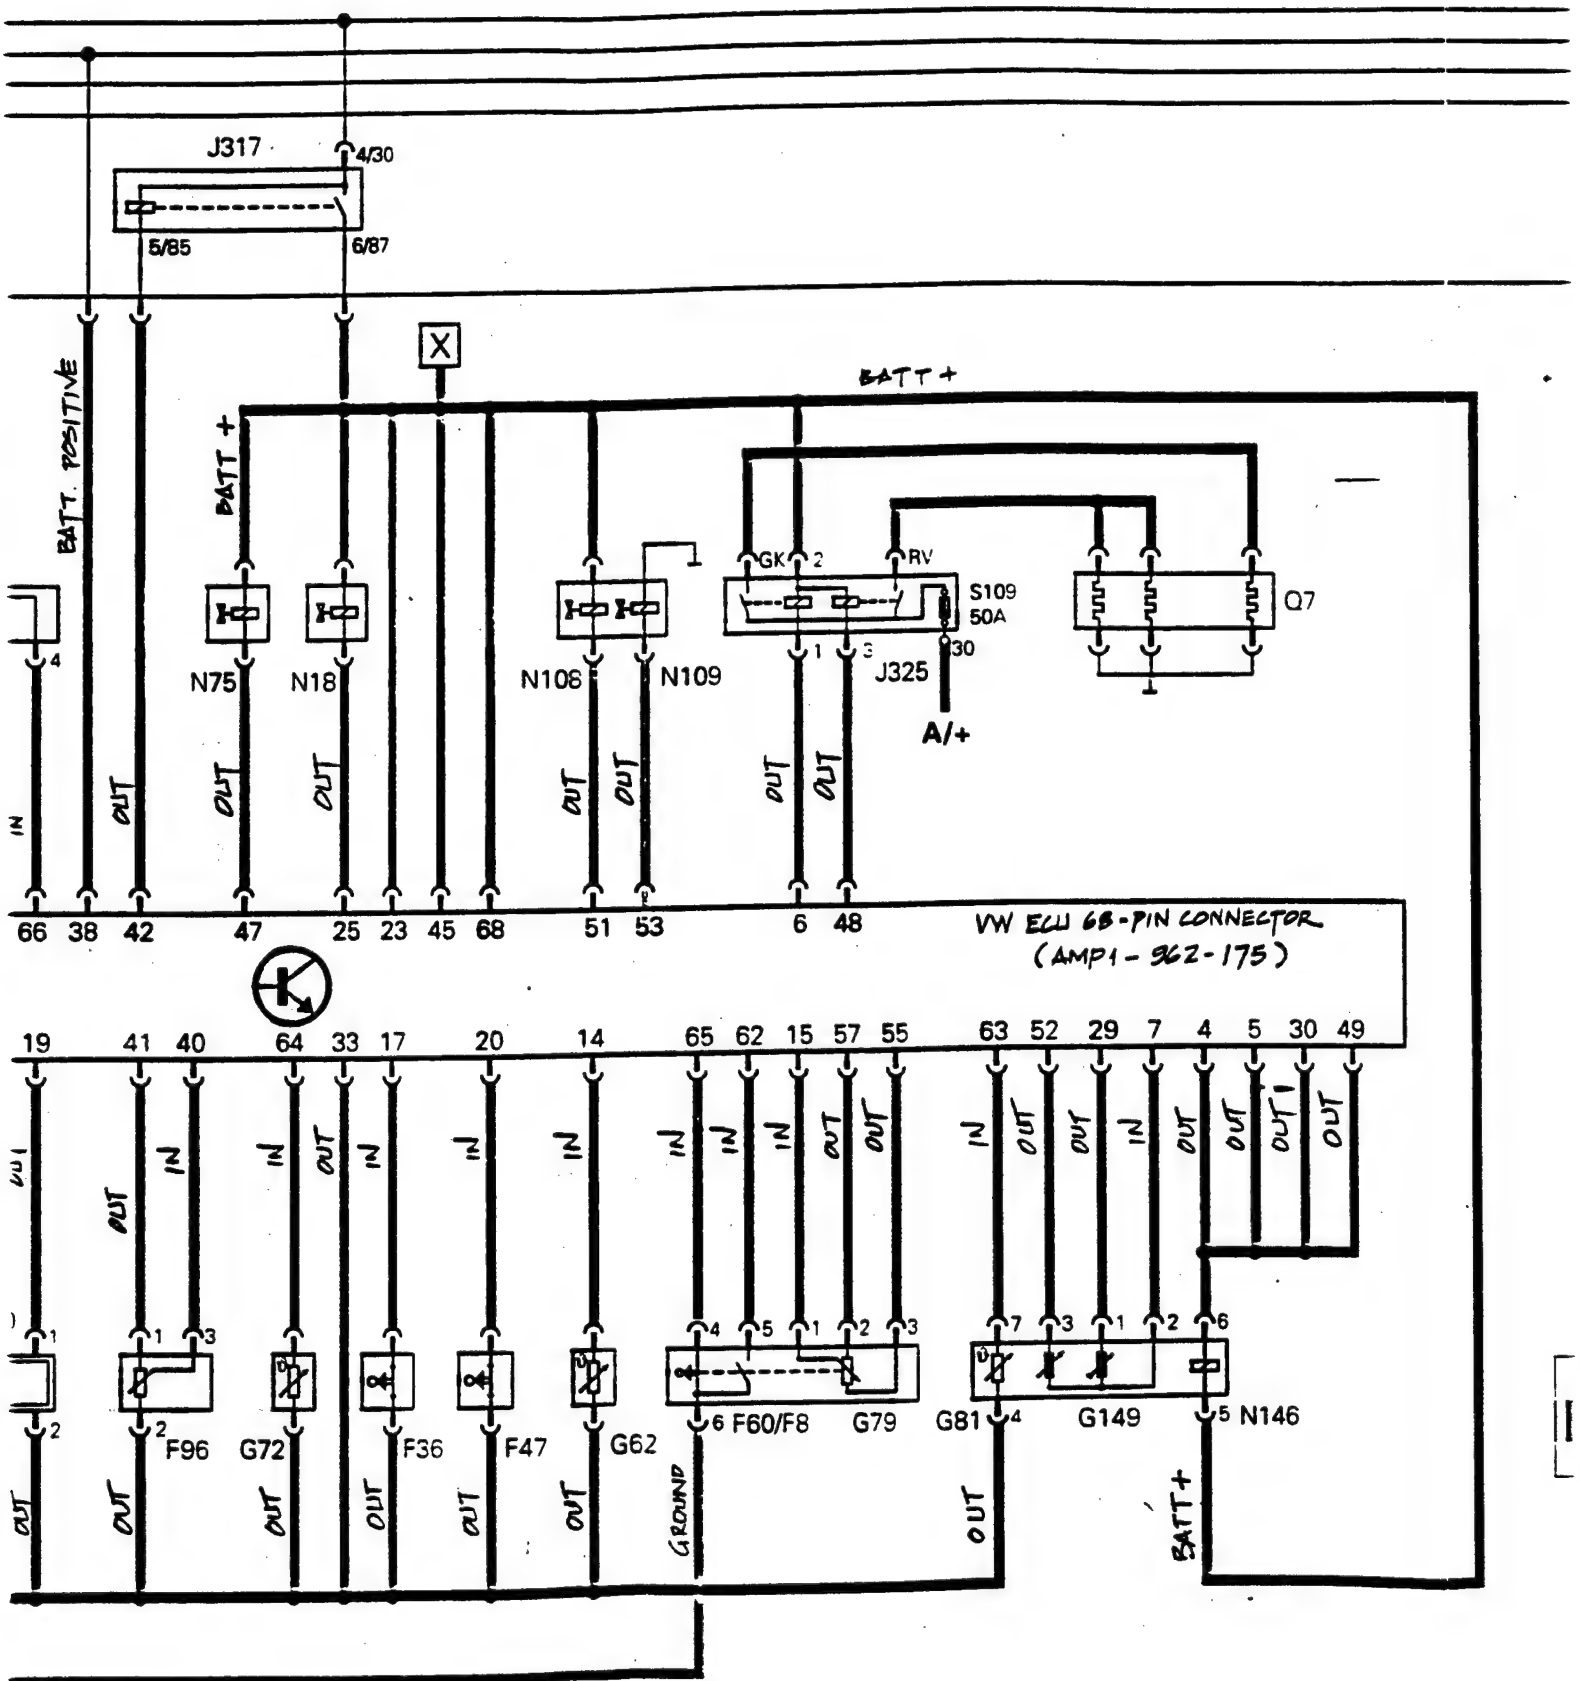 J317
4/30
5/85
6/87
X
BATT +
BATT. POSITIVE
BATT +
GK
2
RV
S109
50A
Q7
4
N75
N18
N108
N109
1
3
J325
30
A/+
IN
OUT
OUT
OUT
OUT
OUT
OUT
OUT
66 38 42 47 25 23 45 68 51 53 6 48
VW ECU 68-PIN CONNECTOR
(AMP1-962-175)
19 41 40 64 33 17 20 14 65 62 15 57 55 63 52 29 7 4 5 30 49
OUT
IN
IN
OUT
IN
IN
IN
IN
IN
IN
OUT
OUT
IN
OUT
OUT
IN
OUT
OUT
OUT
OUT
1 1 3 4 5 1 2 3 7 3 1 2 6
2 2 F96 G72 F36 F47 G62 6 F60/F8 G79 G81 4 G149 5 N146
OUT
OUT
OUT
OUT
OUT
OUT
GROUND
OUT
BATT+